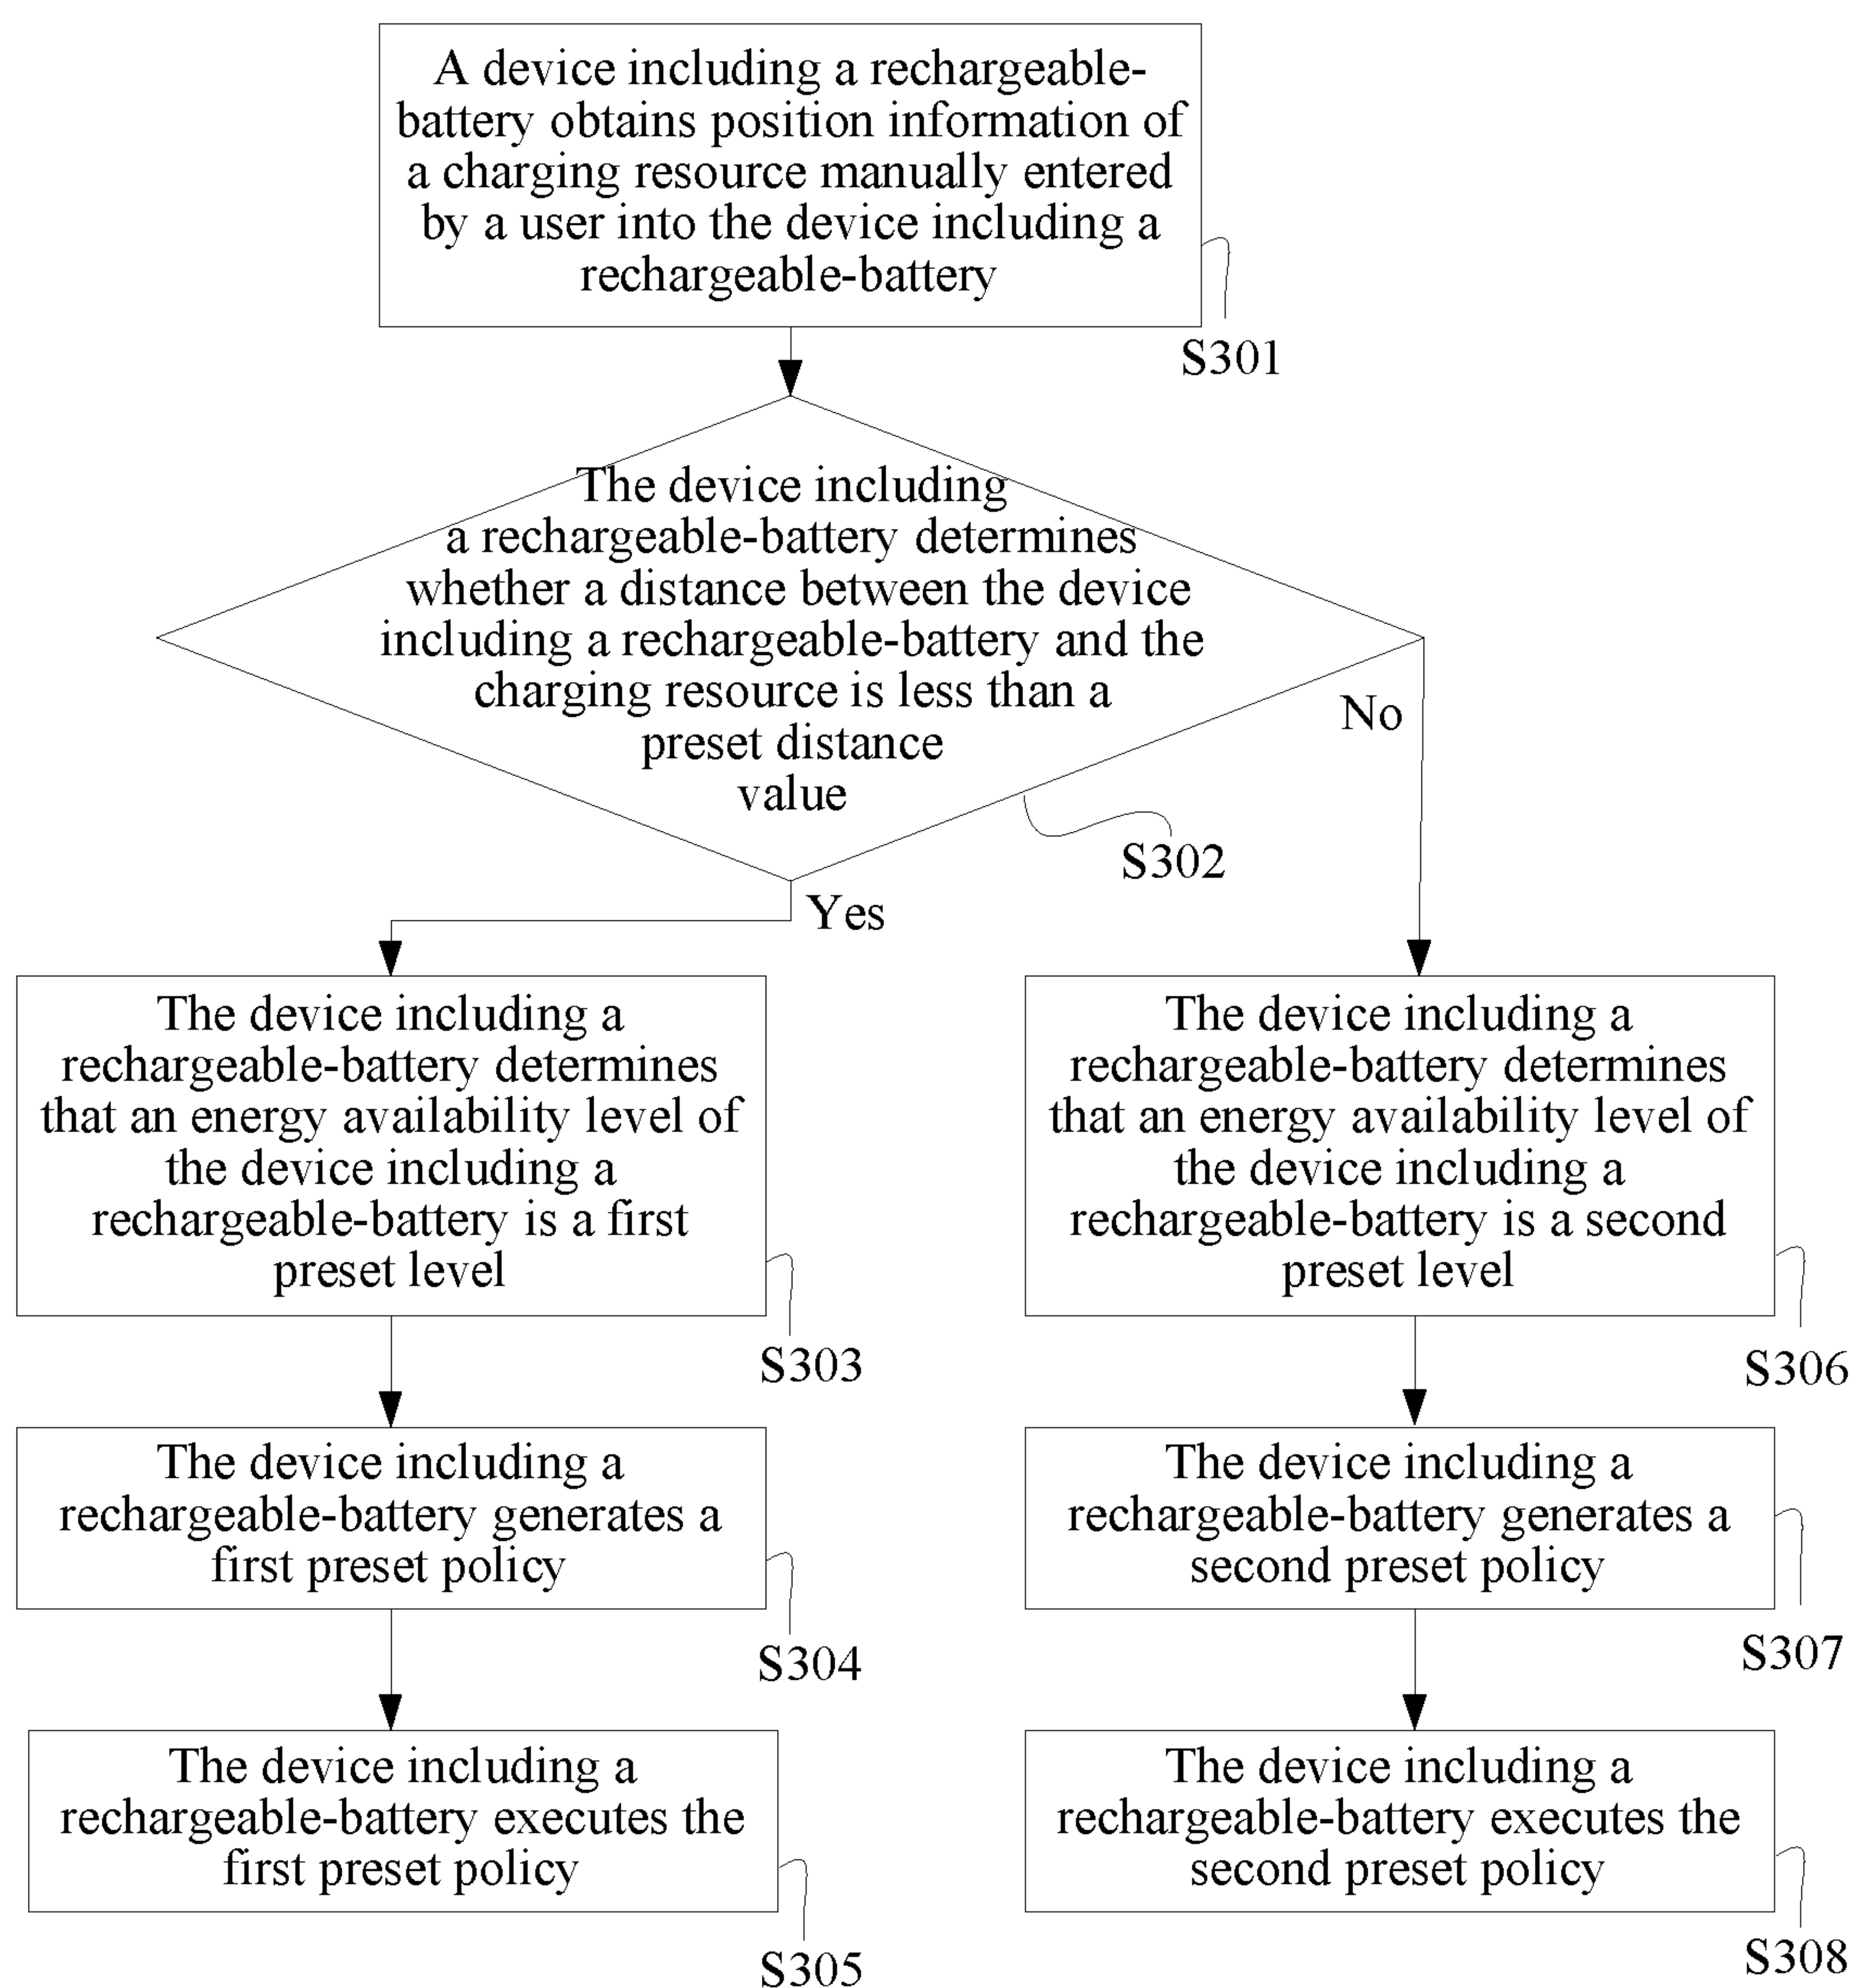 A device including a rechargeable-
battery obtains position information of
a charging resource manually entered
by a user into the device including a
rechargeable-battery
S301
The device including
a rechargeable-battery determines
whether a distance between the device
including a rechargeable-battery and the
charging resource is less than a
preset distance
value
No
S302
Yes
The device including a
rechargeable-battery determines
that an energy availability level of
the device including a
rechargeable-battery is a first
preset level
S303
The device including a
rechargeable-battery generates a
first preset policy
S304
The device including a
rechargeable-battery executes the
first preset policy
S305
The device including a
rechargeable-battery determines
that an energy availability level of
the device including a
rechargeable-battery is a second
preset level
S306
The device including a
rechargeable-battery generates a
second preset policy
S307
The device including a
rechargeable-battery executes the
second preset policy
S308